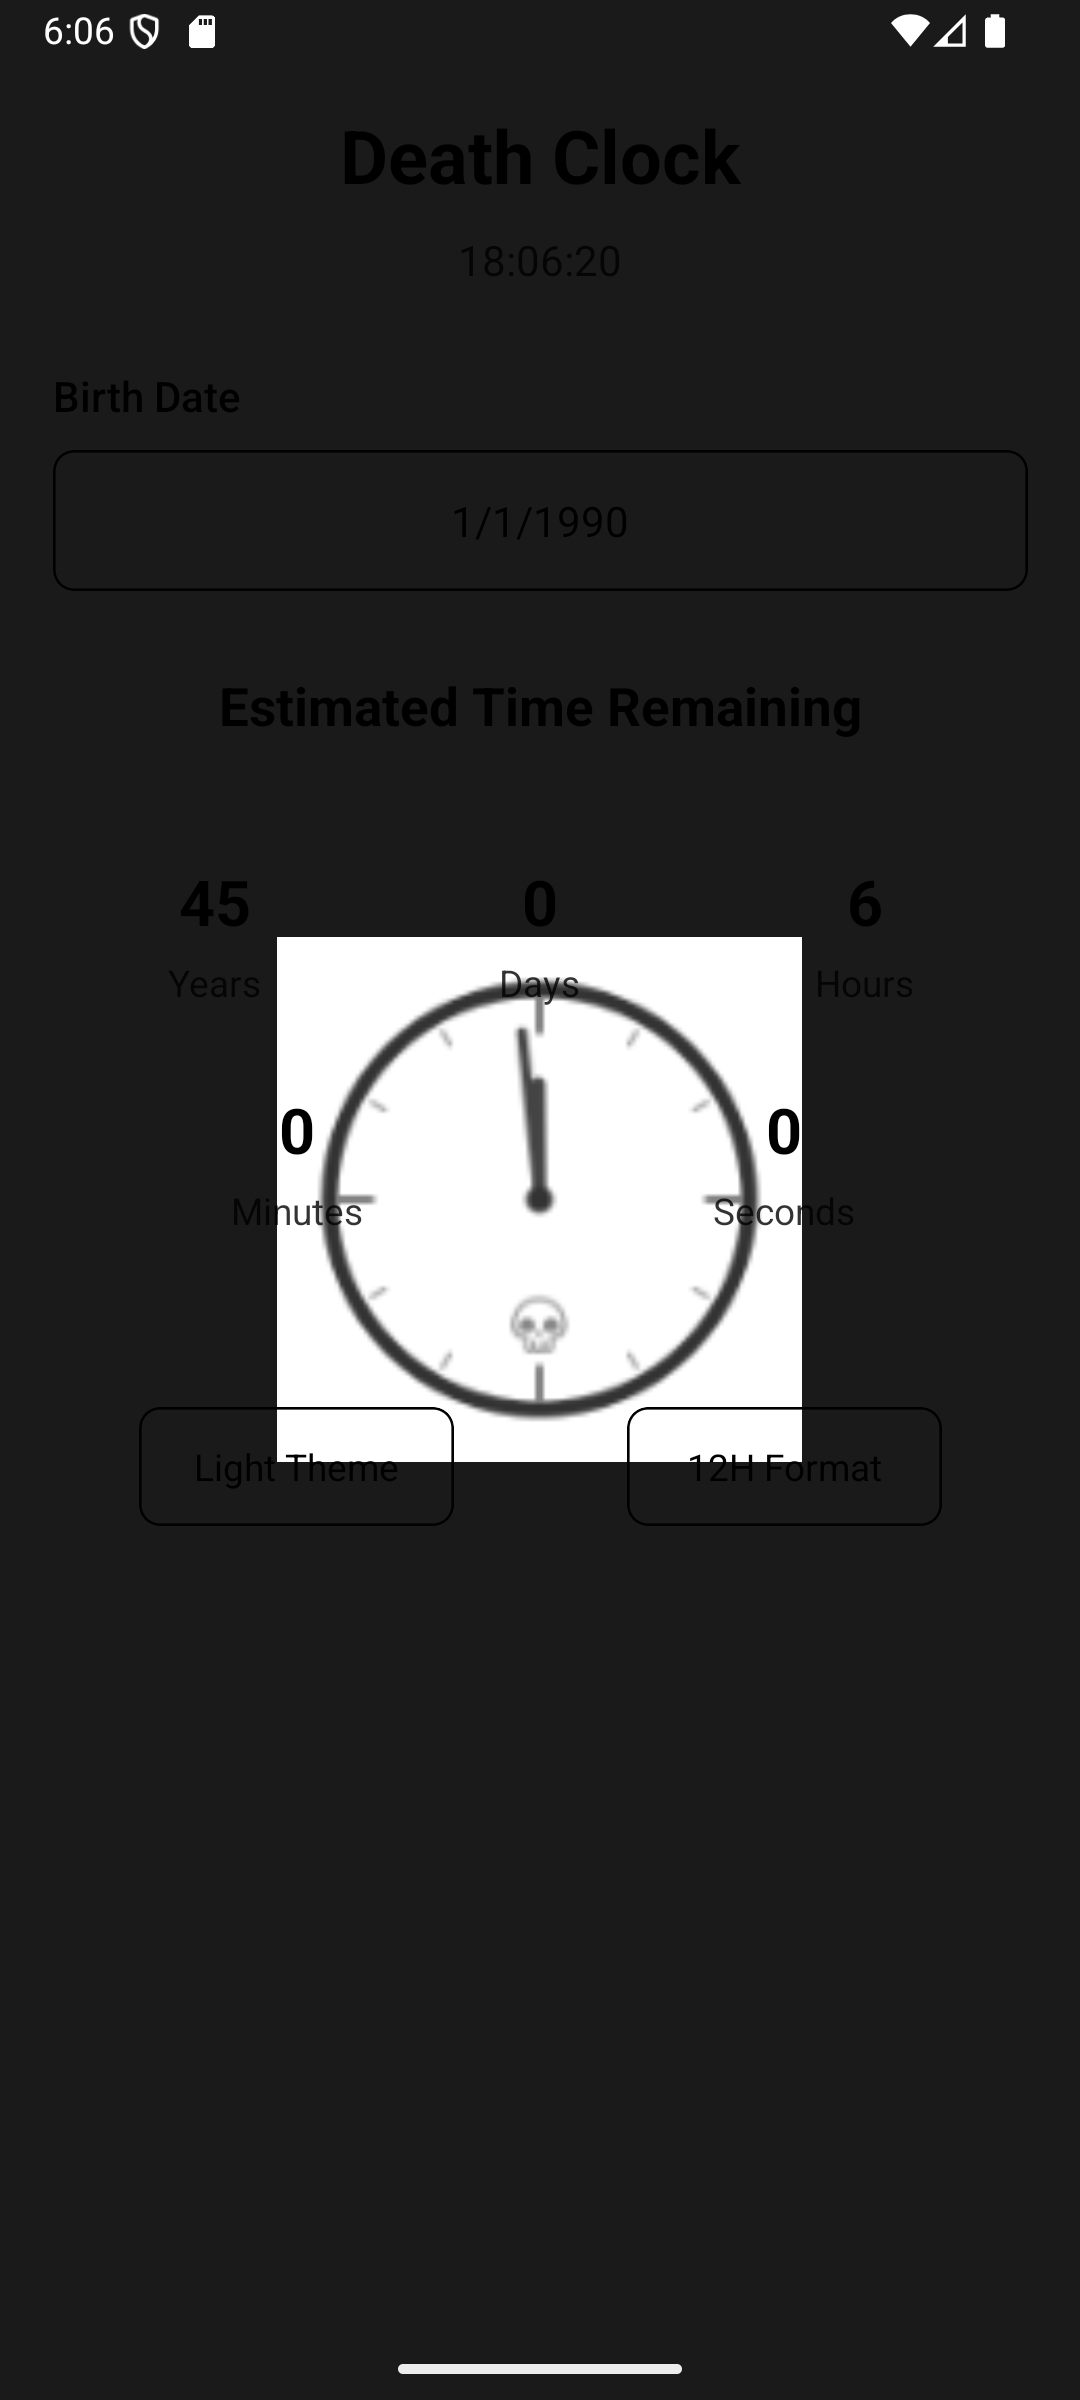 6:06
Death Clock
18:06:20
Birth Date
1/1/1990
Estimated Time Remaining
45 0 6
Years Days Hours
0 0
Minutes Seconds
Light Theme 12H Format